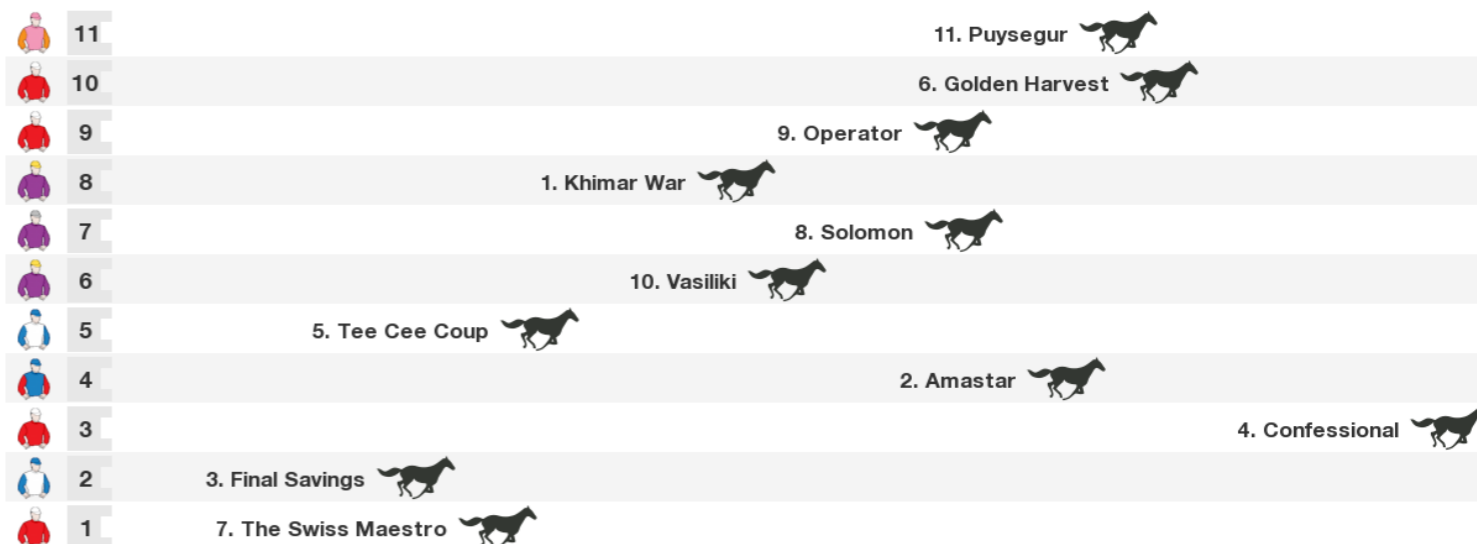 11 11. Puysegur
10 6. Golden Harvest
9 9. Operator
8 1. Khimar War
7 8. Solomon
6 10. Vasiliki
5 5. Tee Cee Coup
4 2. Amastar
3 4. Confessional
2 3. Final Savings
1 7. The Swiss Maestro